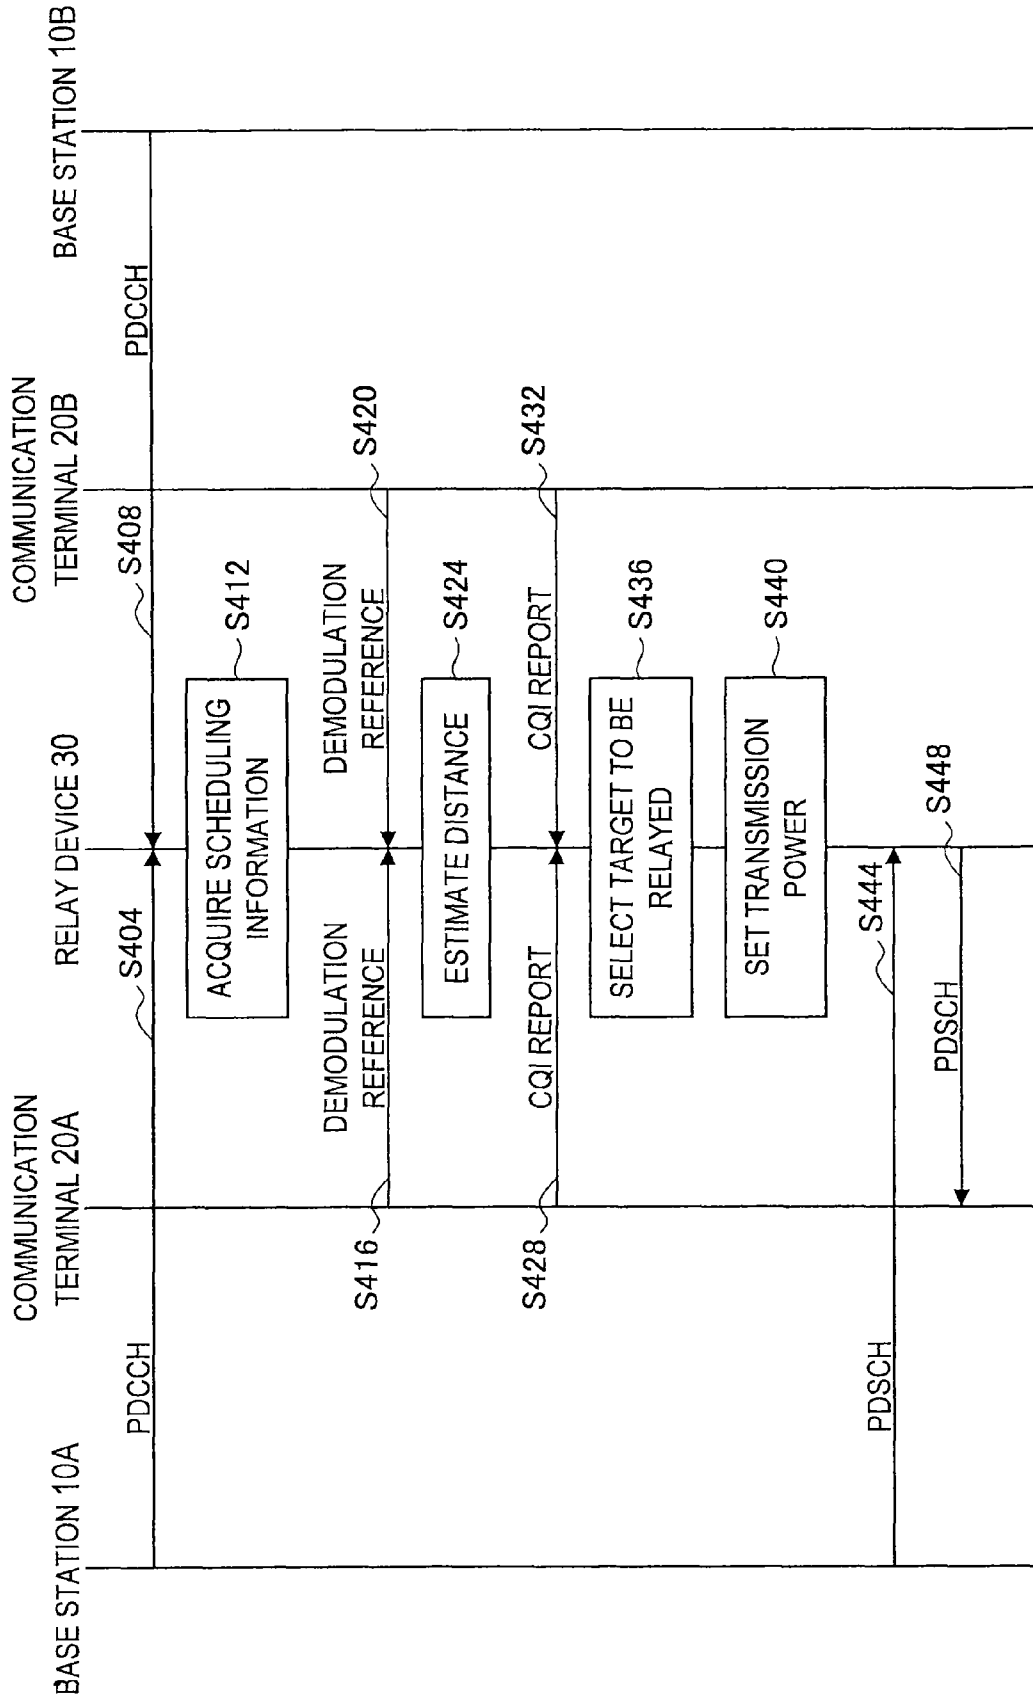 BASE STATION 10A
COMMUNICATION
TERMINAL 20A
RELAY DEVICE 30
COMMUNICATION
TERMINAL 20B
BASE STATION 10B
PDCCH
S404
S408
PDCCH
ACQUIRE SCHEDULING
INFORMATION
S412
S416
DEMODULATION
REFERENCE
DEMODULATION
REFERENCE
S420
ESTIMATE DISTANCE
S424
S428
CQI REPORT
CQI REPORT
S432
SELECT TARGET TO BE
RELAYED
S436
SET TRANSMISSION
POWER
S440
PDSCH
S444
PDSCH
S448